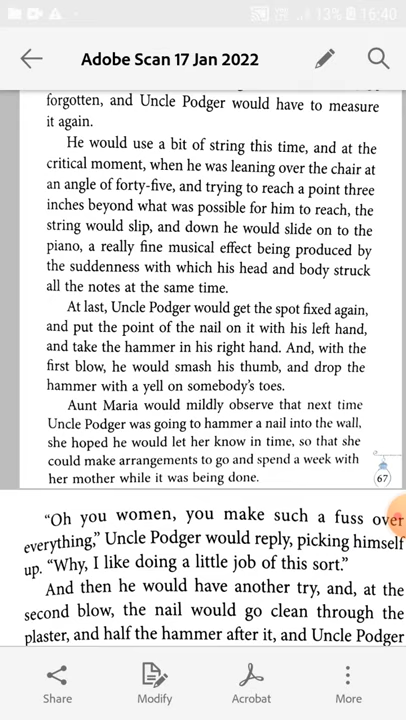 13% 16:40
Adobe Scan 17 Jan 2022
forgotten, and Uncle Podger would have to measure
it again.
He would use a bit of string this time, and at the
critical moment, when he was leaning over the chair at
an angle of forty-five, and trying to reach a point three
inches beyond what was possible for him to reach, the
string would slip, and down he would slide on to the
piano, a really fine musical effect being produced by
the suddenness with which his head and body struck
all the notes at the same time.
At last, Uncle Podger would get the spot fixed again,
and put the point of the nail on it with his left hand,
and take the hammer in his right hand. And, with the
first blow, he would smash his thumb, and drop the
hammer with a yell on somebody's toes.
Aunt Maria would mildly observe that next time
Uncle Podger was going to hammer a nail into the wall,
she hoped he would let her know in time, so that she
could make arrangements to go and spend a week with
her mother while it was being done.
67
"Oh you women, you make such a fuss over
everything," Uncle Podger would reply, picking himself
up. "Why, I like doing a little job of this sort."
And then he would have another try, and, at the
second blow, the nail would go clean through the
plaster, and half the hammer after it, and Uncle Podger
Share
Modify
Acrobat
More